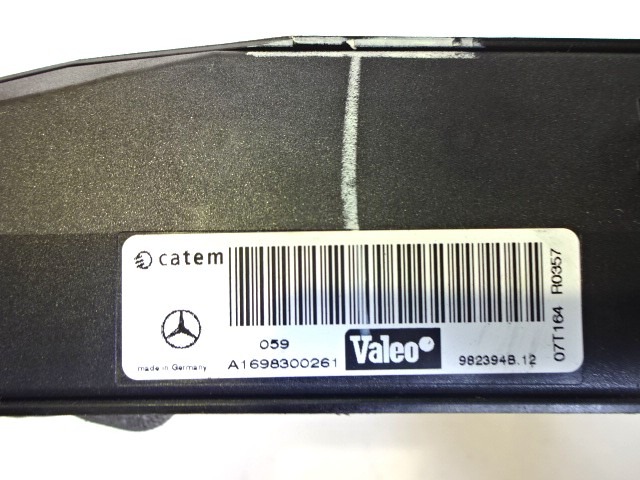 catem
059
A1698300261
Valeo
982394B.12
made in Germany
07T164 R0357